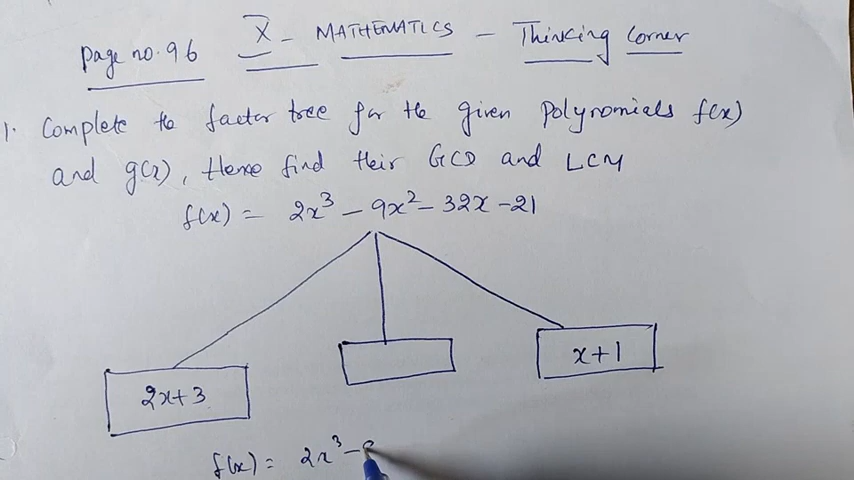 Page no. 96 X - MATHEMATICS - Thinking Corner
1. Complete the factor tree for the given polynomials f(x)
and g(x), Hence find their GCD and LCM
f(x) = 2x³ - 9x² - 32x - 21
2x+3 x+1
f(x) = 2x³ -